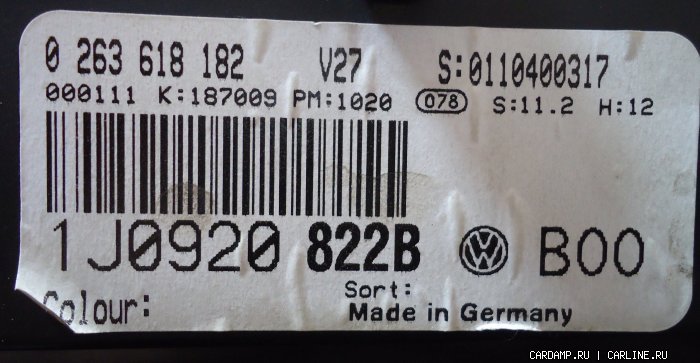 0 263 618 182 V27 S:0110400317
000111 K:187009 PM:1020 078 S:11.2 H:12
1J0920 822B VW B00
Colour: Sort:
Made in Germany
CARDAMP.RU | CARLINE.RU